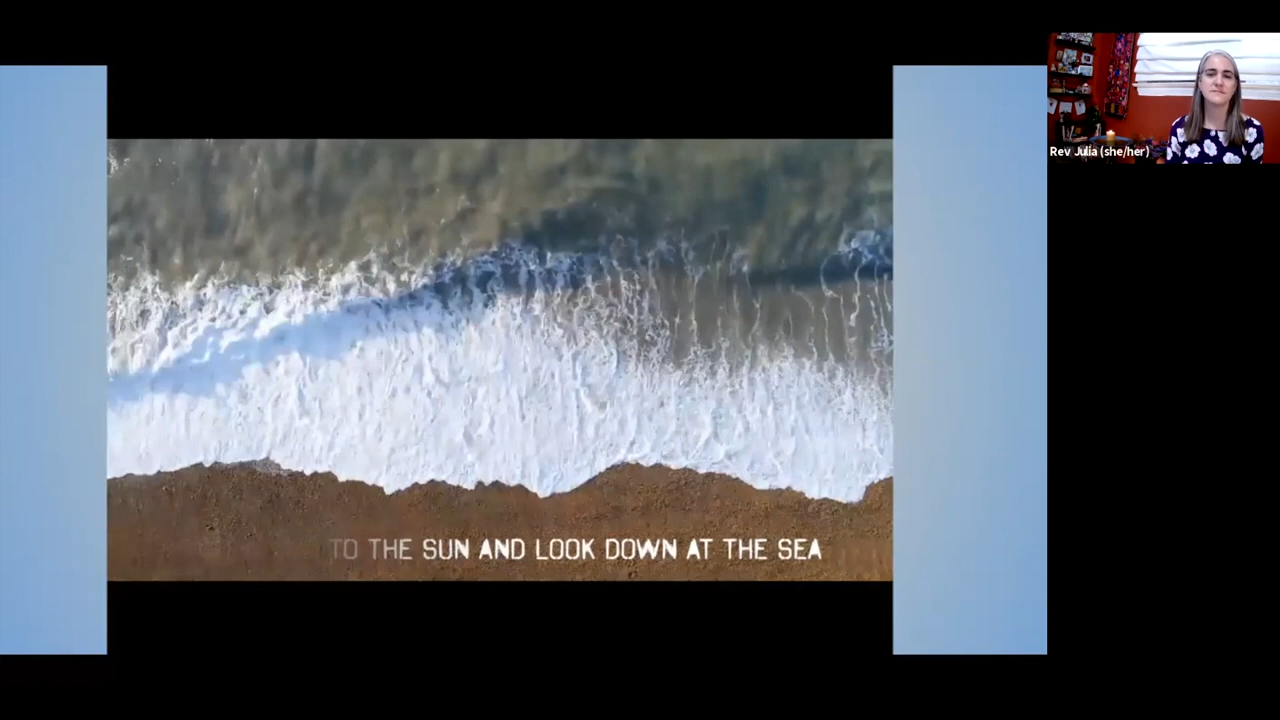 Rev Julia (she/her)
TO THE SUN AND LOOK DOWN AT THE SEA